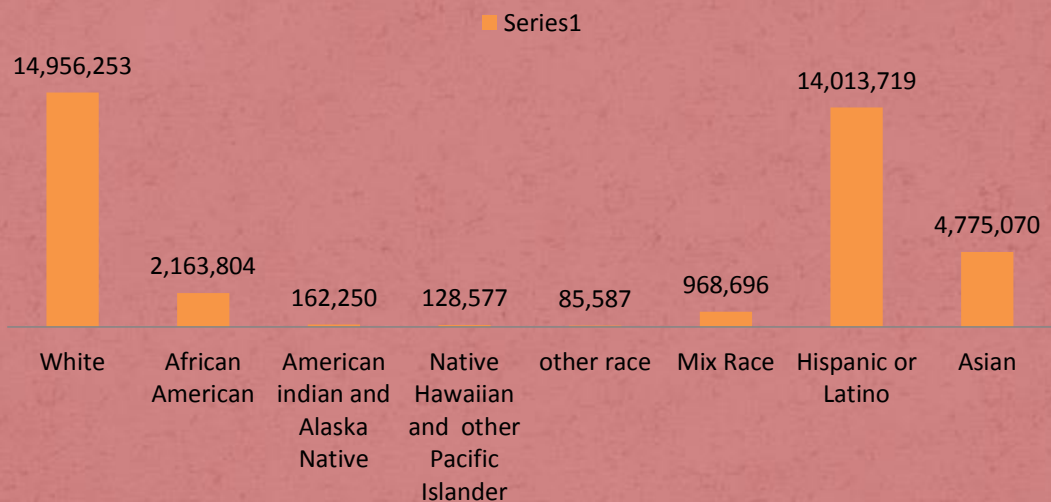 Series1
14,956,253
2,163,804
162,250
128,577
85,587
968,696
14,013,719
4,775,070
White
African
American
American
indian and
Alaska
Native
Native
Hawaiian
and other
Pacific
Islander
other race
Mix Race
Hispanic or
Latino
Asian